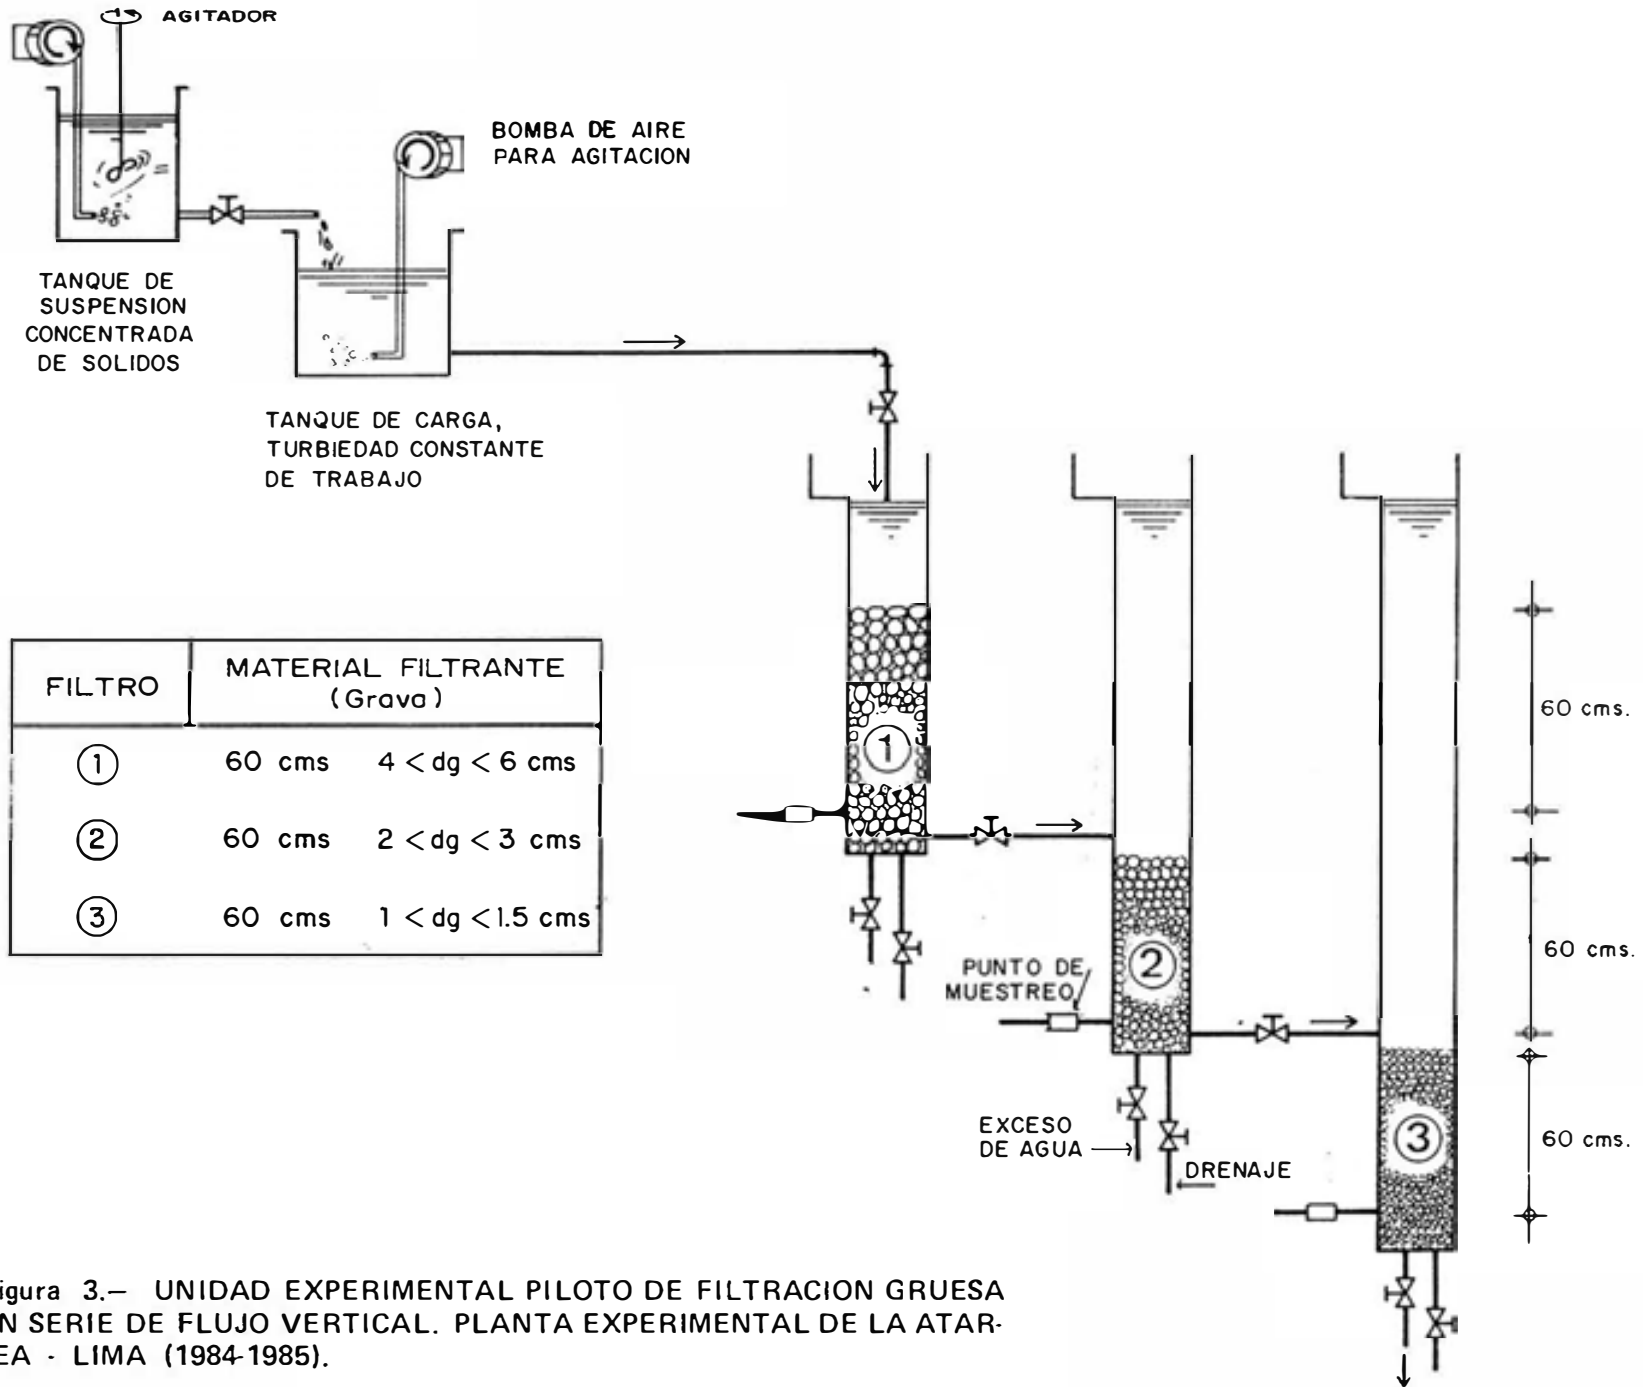 AGITADOR
BOMBA DE AIRE
PARA AGITACION
TANQUE DE
SUSPENSION
CONCENTRADA
DE SOLIDOS
TANQUE DE CARGA,
TURBIEDAD CONSTANTE
DE TRABAJO
FILTRO
MATERIAL FILTRANTE
(Grava)
1 60 cms 4 < dg < 6 cms
2 60 cms 2 < dg < 3 cms
3 60 cms 1 < dg < 1.5 cms
1
60 cms.
2
60 cms.
PUNTO DE
MUESTREO
EXCESO
DE AGUA
DRENAJE
3
60 cms.
igura 3.— UNIDAD EXPERIMENTAL PILOTO DE FILTRACION GRUESA
N SERIE DE FLUJO VERTICAL. PLANTA EXPERIMENTAL DE LA ATAR-
EA - LIMA (1984-1985).